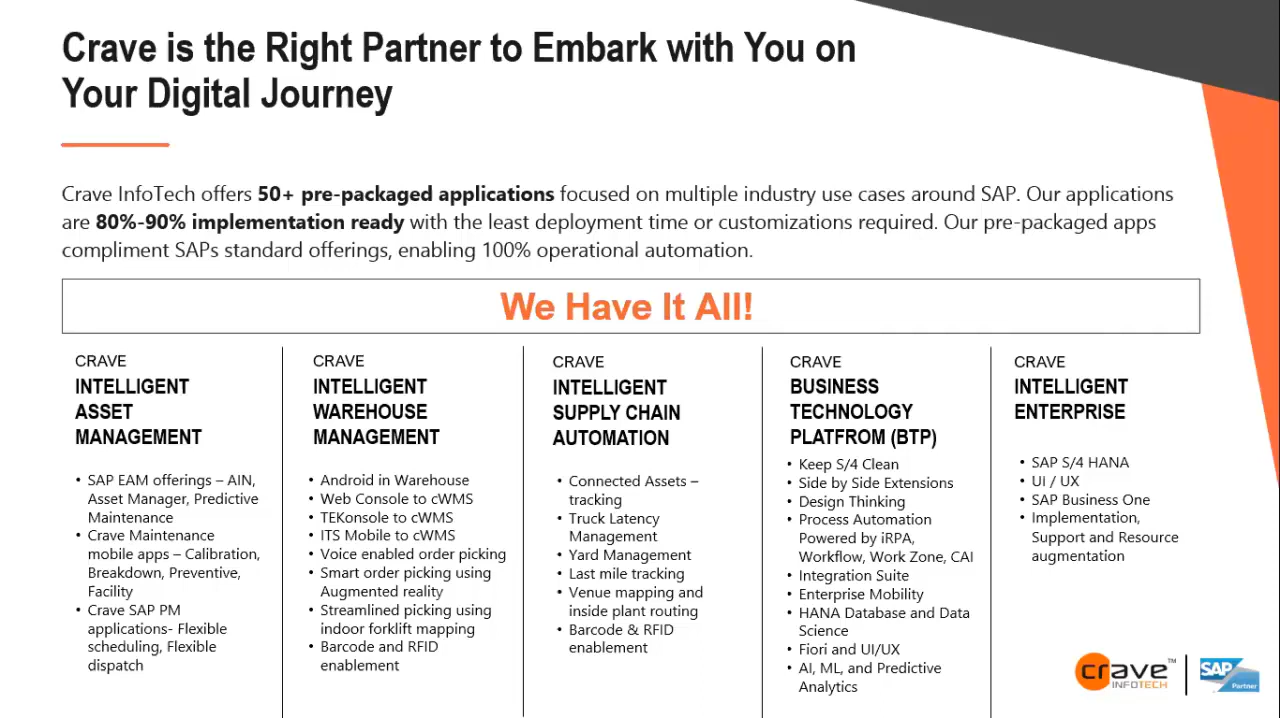 Crave is the Right Partner to Embark with You on
Your Digital Journey
Crave InfoTech offers 50+ pre-packaged applications focused on multiple industry use cases around SAP. Our applications
are 80%-90% implementation ready with the least deployment time or customizations required. Our pre-packaged apps
compliment SAPs standard offerings, enabling 100% operational automation.
We Have It All!
CRAVE
INTELLIGENT
ASSET
MANAGEMENT
• SAP EAM offerings – AIN,
Asset Manager, Predictive
Maintenance
• Crave Maintenance
mobile apps – Calibration,
Breakdown, Preventive,
Facility
• Crave SAP PM
applications- Flexible
scheduling, Flexible
dispatch
CRAVE
INTELLIGENT
WAREHOUSE
MANAGEMENT
• Android in Warehouse
• Web Console to cWMS
• TEKonsole to cWMS
• ITS Mobile to cWMS
• Voice enabled order picking
• Smart order picking using
Augmented reality
• Streamlined picking using
indoor forklift mapping
• Barcode and RFID
enablement
CRAVE
INTELLIGENT
SUPPLY CHAIN
AUTOMATION
• Connected Assets –
tracking
• Truck Latency
Management
• Yard Management
• Last mile tracking
• Venue mapping and
inside plant routing
• Barcode & RFID
enablement
CRAVE
BUSINESS
TECHNOLOGY
PLATFROM (BTP)
• Keep S/4 Clean
• Side by Side Extensions
• Design Thinking
• Process Automation
Powered by iRPA,
Workflow, Work Zone, CAI
• Integration Suite
• Enterprise Mobility
• HANA Database and Data
Science
• Fiori and UI/UX
• AI, ML, and Predictive
Analytics
CRAVE
INTELLIGENT
ENTERPRISE
• SAP S/4 HANA
• UI / UX
• SAP Business One
• Implementation,
Support and Resource
augmentation
crave™
INFOTECH
SAP
Partner